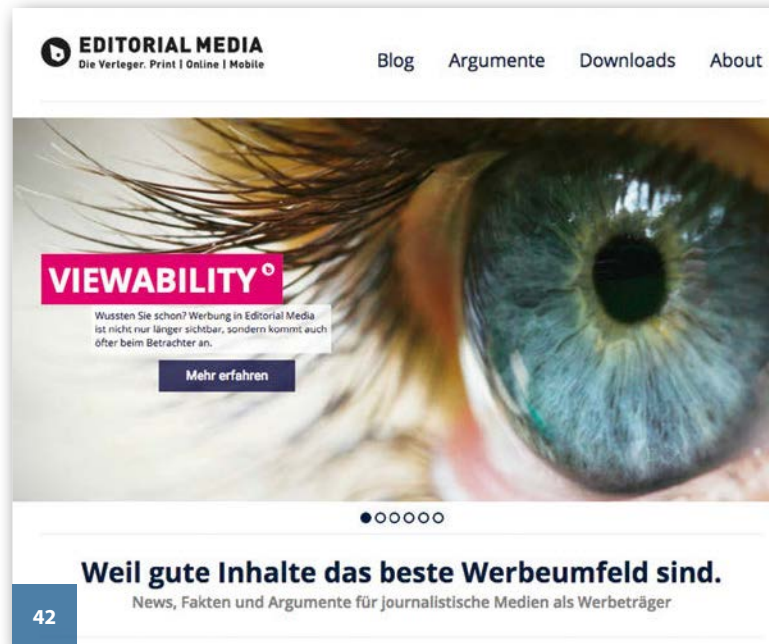 EDITORIAL MEDIA
Die Verleger. Print | Online | Mobile
Blog Argumente Downloads About
VIEWABILITY
Wussten Sie schon? Werbung in Editorial Media
ist nicht nur länger sichtbar, sondern kommt auch
öfter beim Betrachter an.
Mehr erfahren
Weil gute Inhalte das beste Werbeumfeld sind.
News, Fakten und Argumente für journalistische Medien als Werbeträger
42